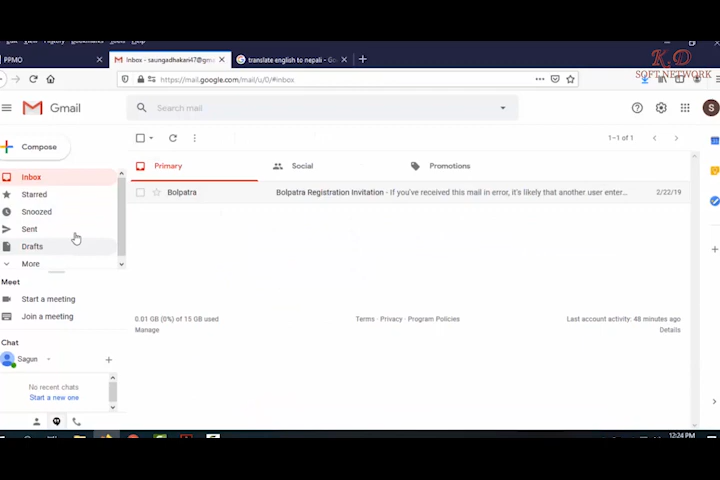 K.D
SOFT NETWORK
PPMO
Inbox - saungadhakari47@gma
translate english to nepali - Go
https://mail.google.com/mail/u/0/#inbox
Gmail
Search mail
S
Compose
1–1 of 1
Inbox
Primary
Social
Promotions
Starred
Bolpatra
Bolpatra Registration Invitation - If you've received this mail in error, it's likely that another user enter...
2/22/19
Snoozed
Sent
Drafts
More
Meet
Start a meeting
Join a meeting
0.01 GB (0%) of 15 GB used
Manage
Terms · Privacy · Program Policies
Last account activity: 48 minutes ago
Details
Chat
Sagun
No recent chats
Start a new one
12:24 PM